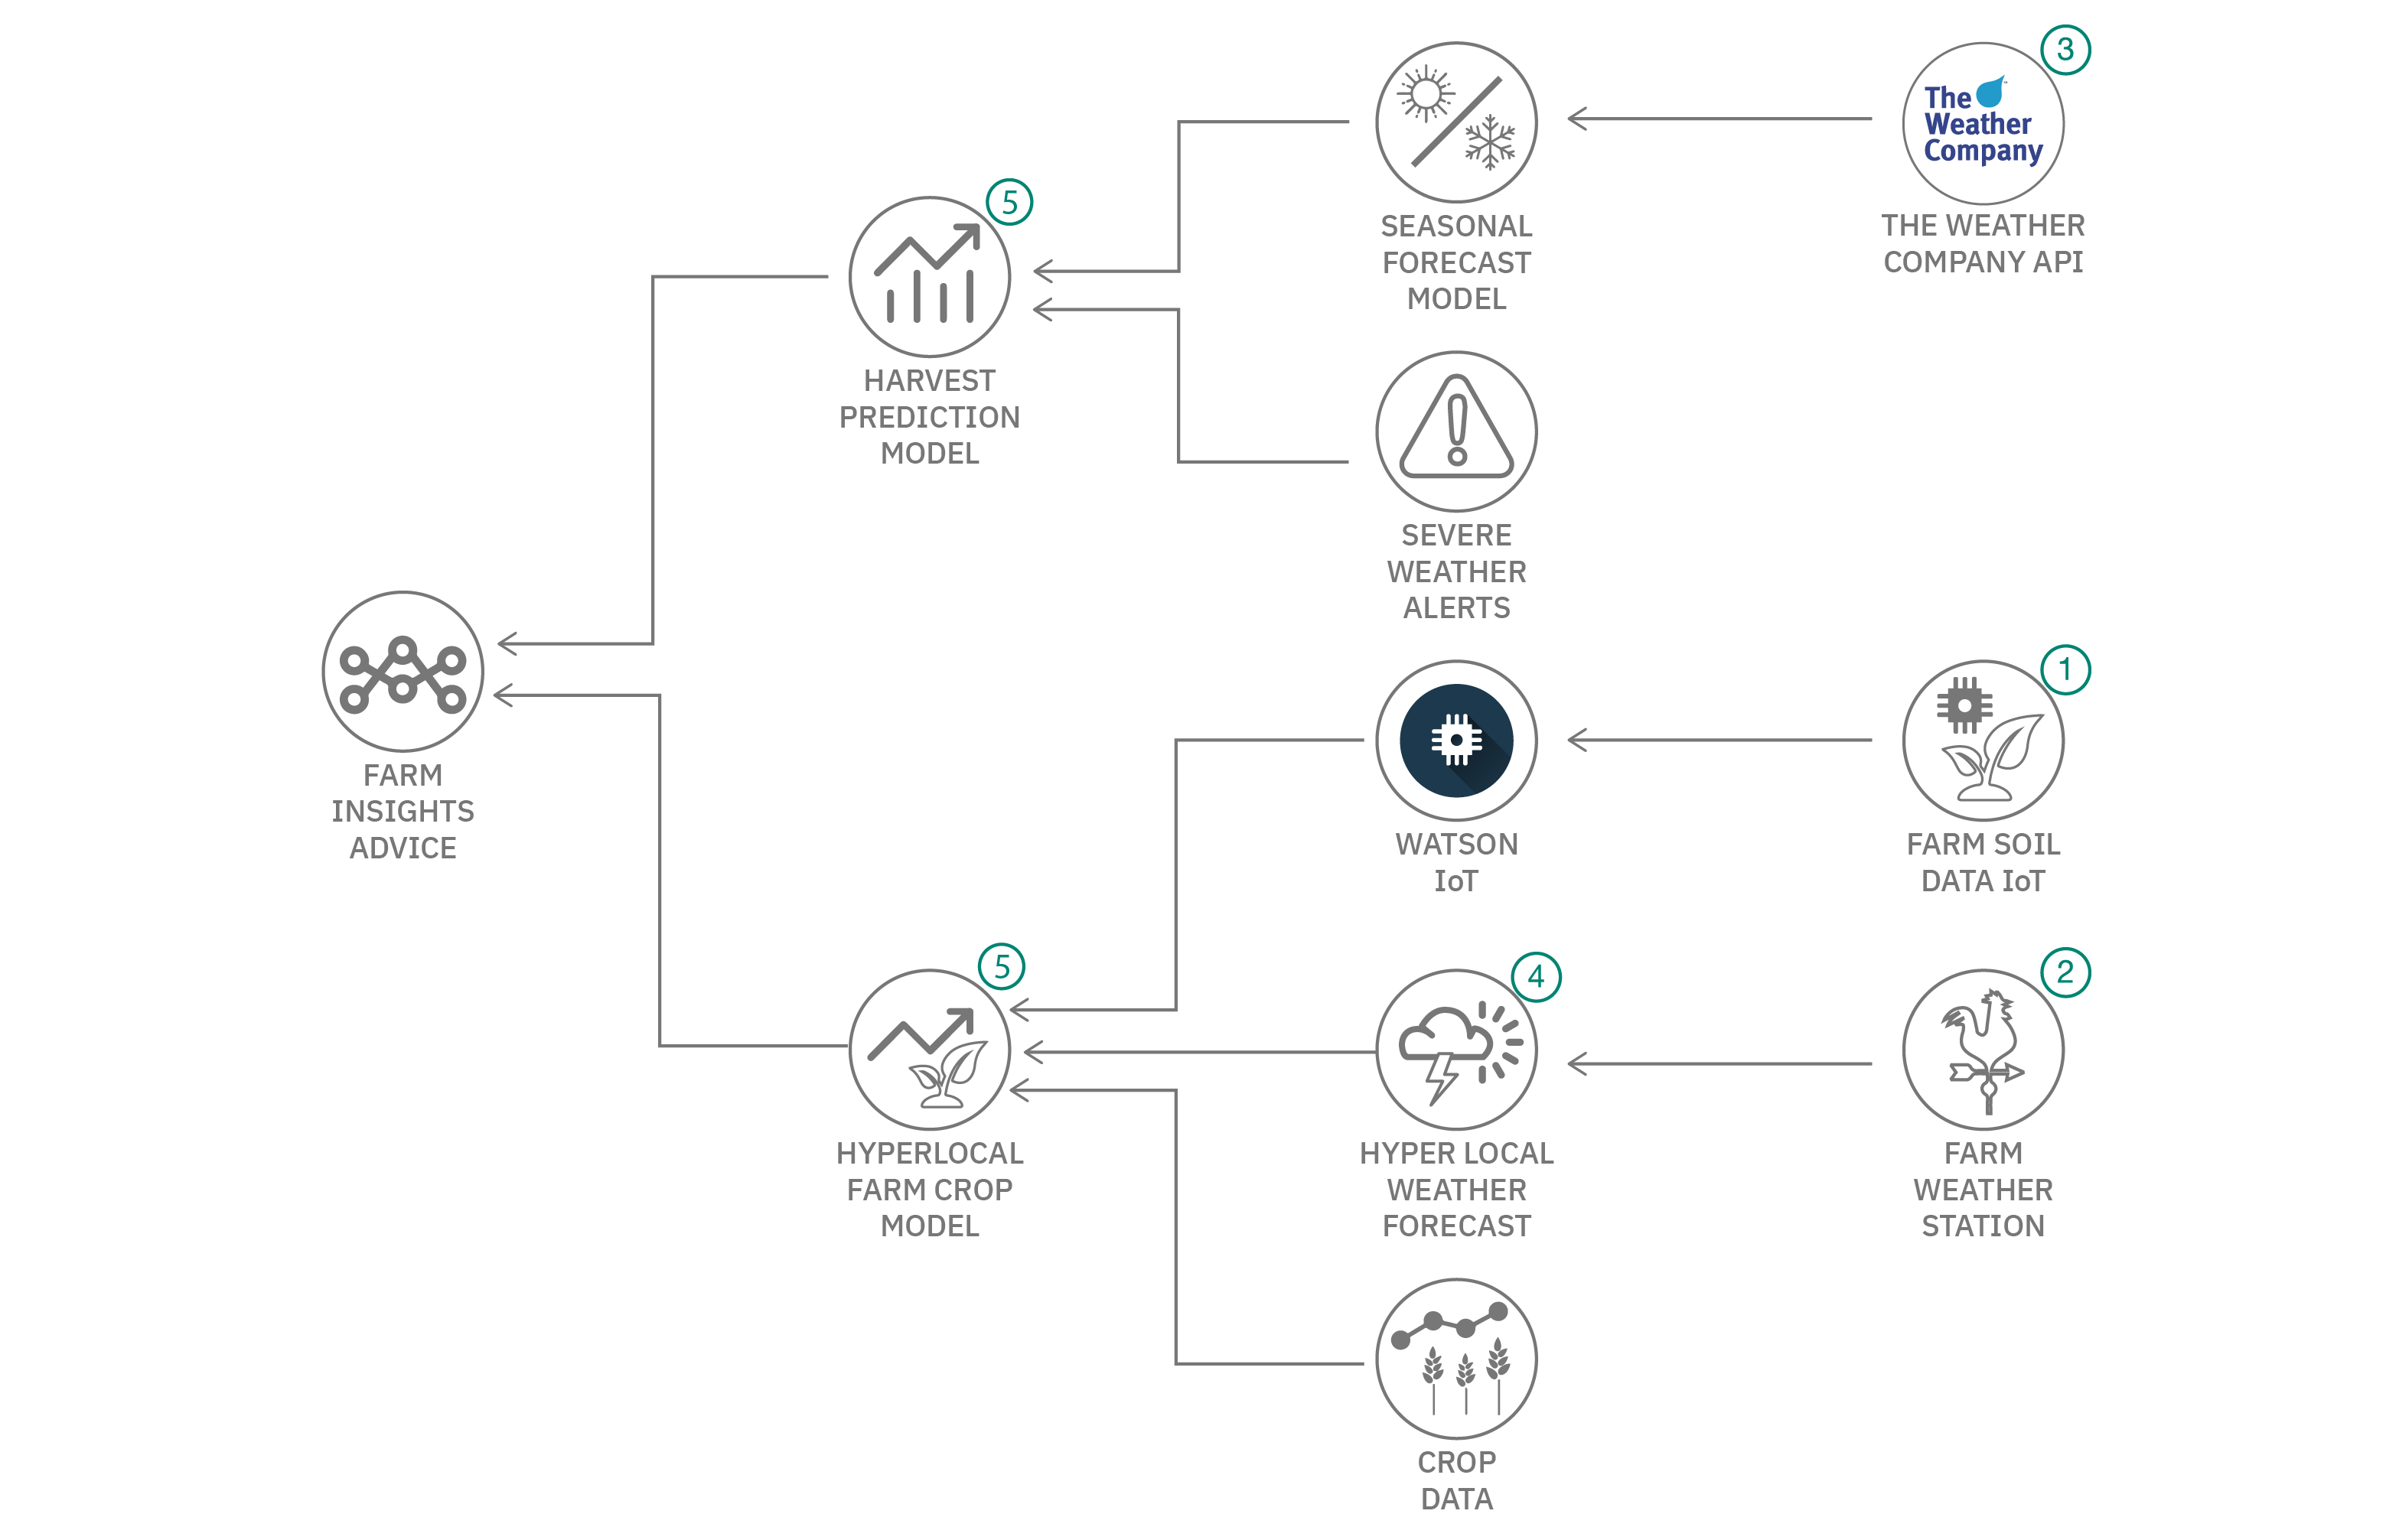 3
The
Weather
Company
THE WEATHER
COMPANY API
SEASONAL
FORECAST
MODEL
5
HARVEST
PREDICTION
MODEL
SEVERE
WEATHER
ALERTS
FARM
INSIGHTS
ADVICE
WATSON
IoT
1
FARM SOIL
DATA IoT
5
HYPERLOCAL
FARM CROP
MODEL
4
HYPER LOCAL
WEATHER
FORECAST
2
FARM
WEATHER
STATION
CROP
DATA